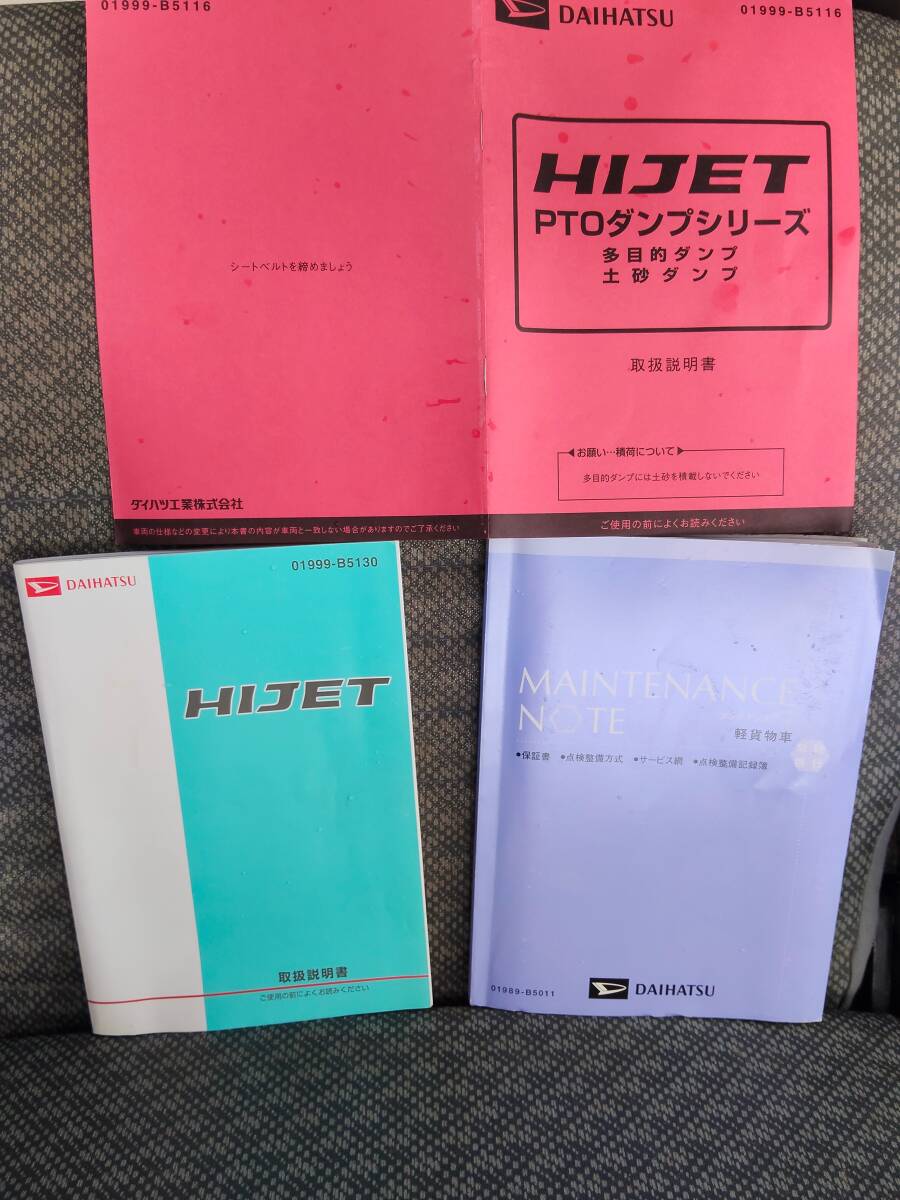 01999-B5116
シートベルトを締めましょう
ダイハツ工業株式会社
車両の仕様などの変更により本書の内容が車両と一致しない場合がありますのでご了承ください
DAIHATSU
01999-B5116
HIJET
PTOダンプシリーズ
多目的ダンプ
土砂ダンプ
取扱説明書
お願い…積荷について
多目的ダンプには土砂を積載しないでください
ご使用の前によくお読みください
DAIHATSU
01999-B5130
HIJET
取扱説明書
ご使用の前によくお読みください
MAINTENANCE
NOTE
軽貨物車
●保証書 ●点検整備方式 ●サービス網 ●点検整備記録簿
01989-B5011
DAIHATSU